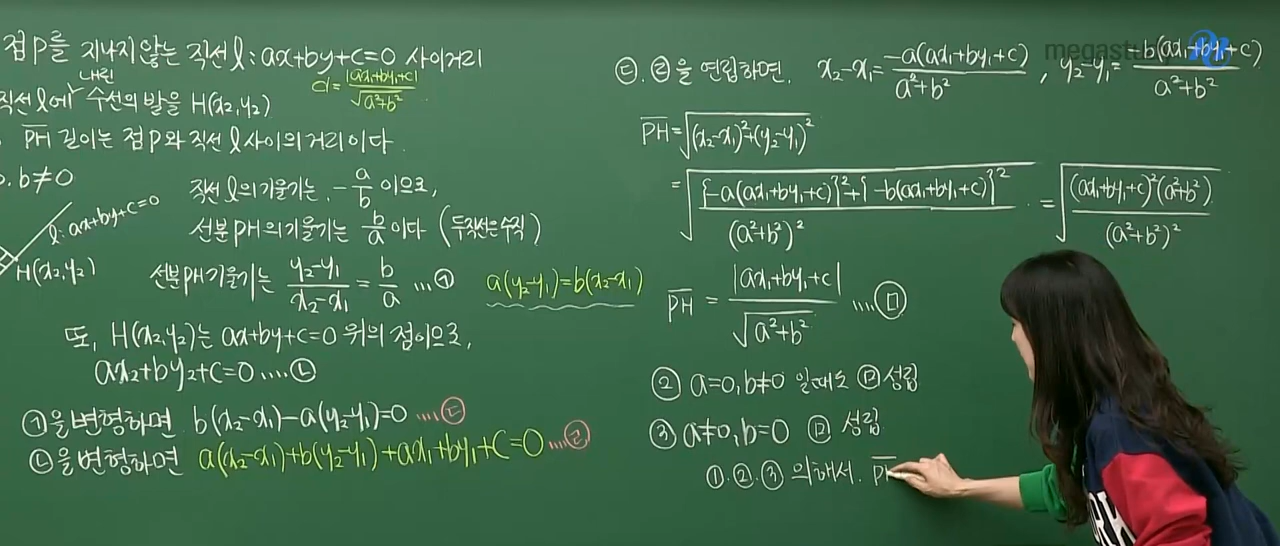 점 P를 지나지 않는 직선 l : ax+by+c=0 사이거리
d = |ax₁+by₁+c| / √(a²+b²)
직선 l에 내린 수선의 발을 H(x₂,y₂)
PH 길이는 점 P와 직선 l 사이의 거리이다.
b≠0
직선 l의 기울기는, -a/b 이므로,
l: ax+by+c=0
선분 PH의 기울기는 b/a 이다 (두직선은 수직)
H(x₂,y₂)
선분 PH 기울기는 (y₂-y₁)/(x₂-x₁) = b/a ...㉠
a(y₂-y₁)=b(x₂-x₁)
또, H(x₂,y₂)는 ax+by+c=0 위의 점이므로,
ax₂+by₂+c=0 ....㉡
㉠을 변형하면 b(x₂-x₁)-a(y₂-y₁)=0 ....㉢
㉡을 변형하면 a(x₂-x₁)+b(y₂-y₁)+ax₁+by₁+c=0 ....㉣
㉢.㉣을 연립하면. x₂-x₁ = -a(ax₁+by₁+c) / (a²+b²) , y₂-y₁ = -b(ax₁+by₁+c) / (a²+b²)
PH = √((x₂-x₁)²+(y₂-y₁)²)
= √({-a(ax₁+by₁+c)}²+{-b(ax₁+by₁+c)}² / (a²+b²)²) = √((ax₁+by₁+c)²(a²+b²) / (a²+b²)²)
PH = |ax₁+by₁+c| / √(a²+b²) ....㉤
② a=0, b≠0 일때도 ㉤ 성립
③ a≠0, b=0 ㉤ 성립
①.②.③ 의해서. PH